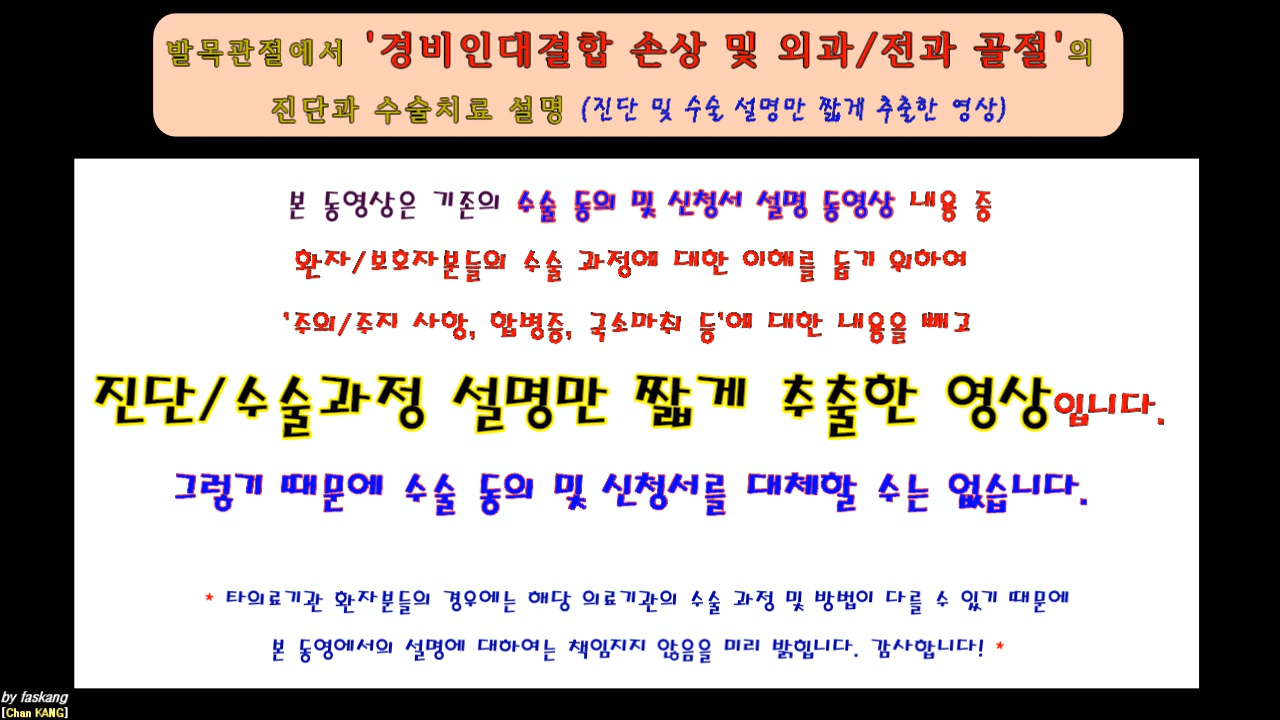 발목관절에서 '경비인대결합 손상 및 외과/전과 골절'의
진단과 수술치료 설명 (진단 및 수술 설명만 짧게 추출한 영상)
본 동영상은 기존의 수술 동의 및 신청서 설명 동영상 내용 중
환자/보호자분들의 수술 과정에 대한 이해를 돕기 위하여
'주의/주지 사항, 합병증, 국소마취 등'에 대한 내용을 빼고
진단/수술과정 설명만 짧게 추출한 영상입니다.
그렇기 때문에 수술 동의 및 신청서를 대체할 수는 없습니다.
* 타의료기관 환자분들의 경우에는 해당 의료기관의 수술 과정 및 방법이 다를 수 있기 때문에
본 동영에서의 설명에 대하여는 책임지지 않음을 미리 밝힙니다. 감사합니다! *
by faskang
[Chan KANG]